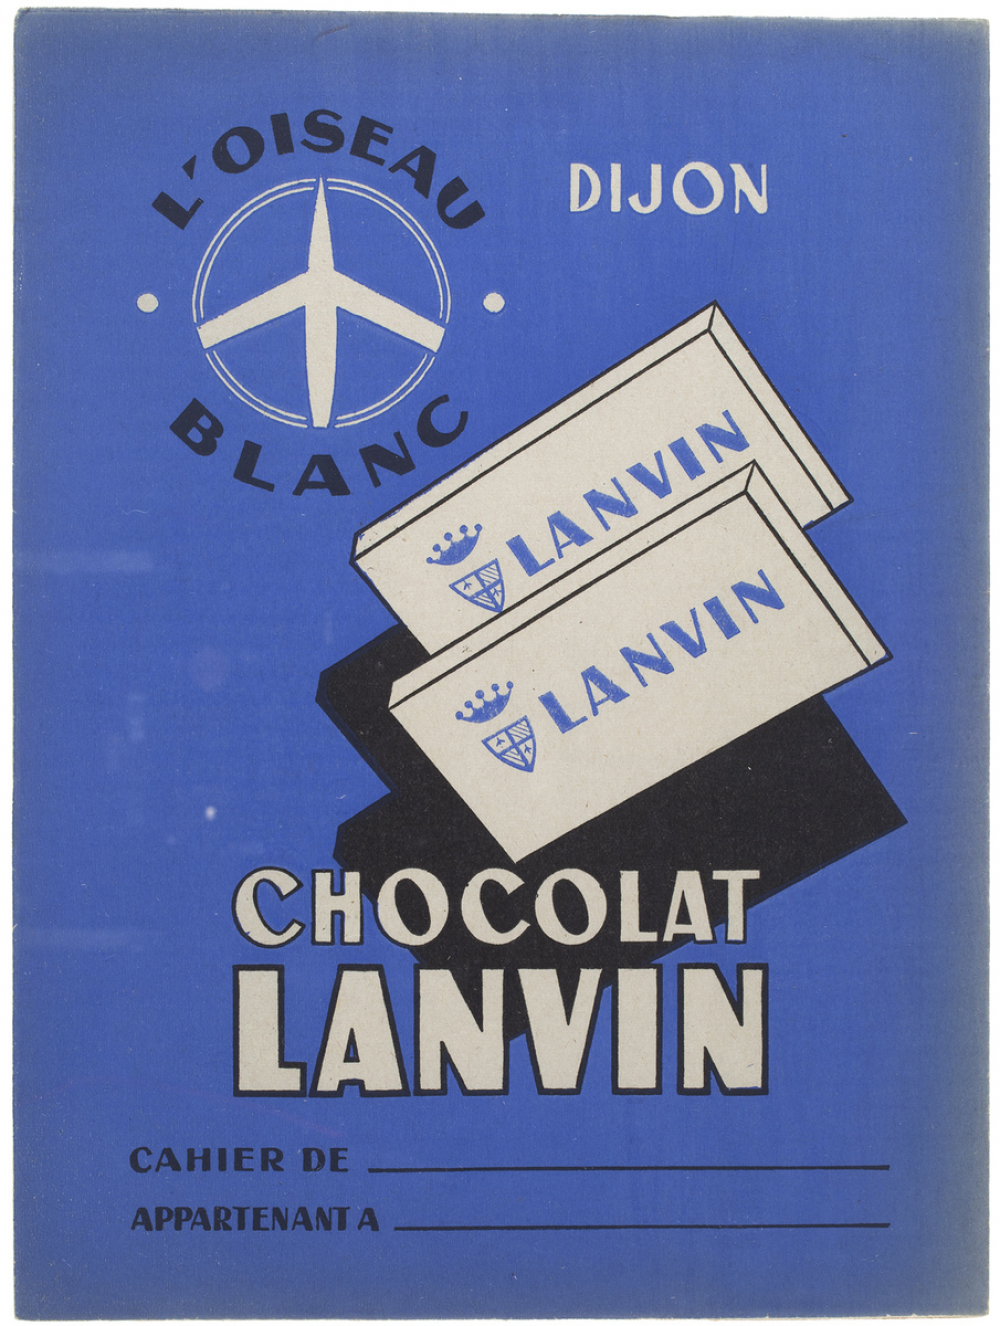 L'OISEAU
BLANC
DIJON
LANVIN
LANVIN
CHOCOLAT
LANVIN
CAHIER DE
APPARTENANT A